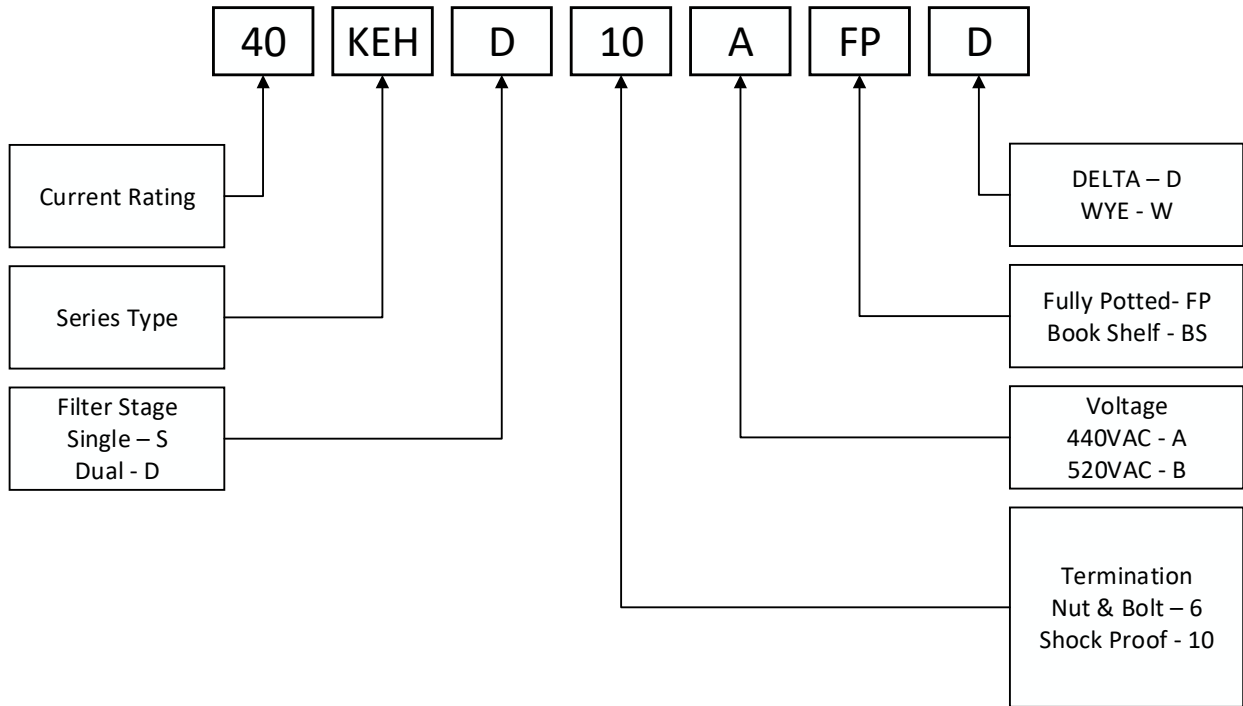 40 KEH D 10 A FP D
Current Rating
Series Type
Filter Stage
Single – S
Dual - D
DELTA – D
WYE - W
Fully Potted- FP
Book Shelf - BS
Voltage
440VAC - A
520VAC - B
Termination
Nut & Bolt – 6
Shock Proof - 10